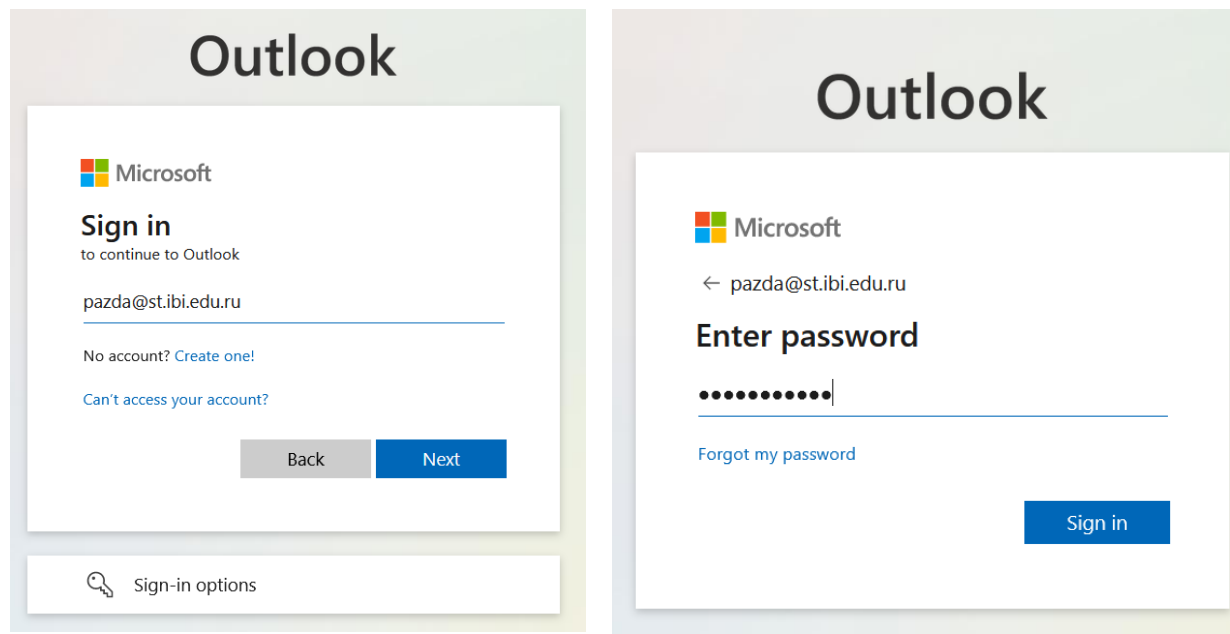 Outlook
Microsoft
Sign in
to continue to Outlook
pazda@st.ibi.edu.ru
No account? Create one!
Can't access your account?
Back
Next
Sign-in options
Outlook
Microsoft
← pazda@st.ibi.edu.ru
Enter password
•••••••••••
Forgot my password
Sign in